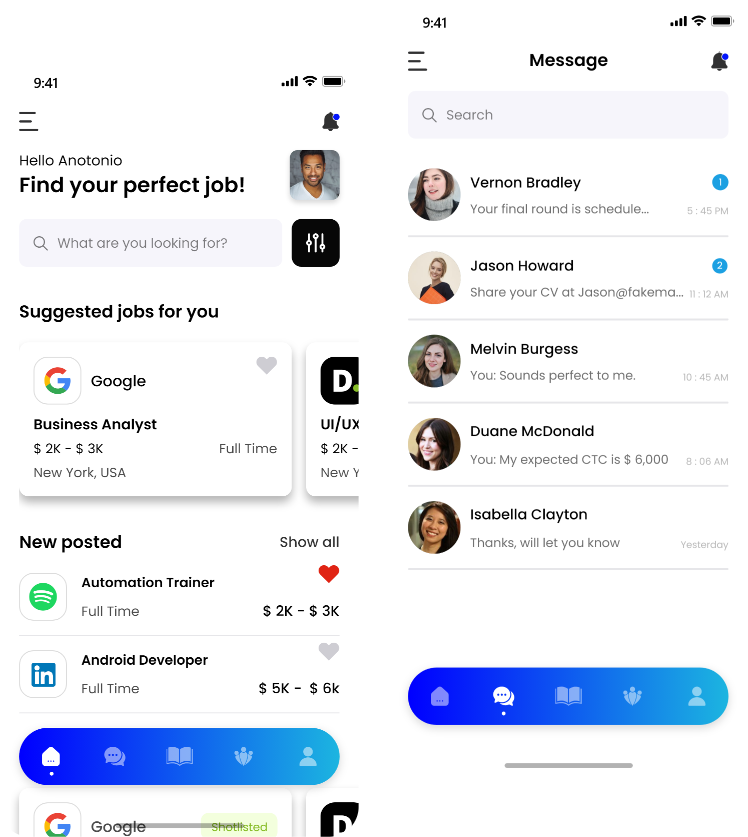 9:41
Hello Anotonio
Find your perfect job!
What are you looking for?
Suggested jobs for you
Google
Business Analyst
$ 2K - $ 3K
Full Time
New York, USA
D.
UI/UX
$ 2K -
New Y
New posted
Show all
Automation Trainer
Full Time
$ 2K - $ 3K
in
Android Developer
Full Time
$ 5K - $ 6k
Google
Shotlisted
D
9:41
Message
Search
Vernon Bradley
1
Your final round is schedule...
5 : 45 PM
Jason Howard
2
Share your CV at Jason@fakema...
11 : 12 AM
Melvin Burgess
You: Sounds perfect to me.
10 : 45 AM
Duane McDonald
You: My expected CTC is $ 6,000
8 : 06 AM
Isabella Clayton
Thanks, will let you know
Yesterday